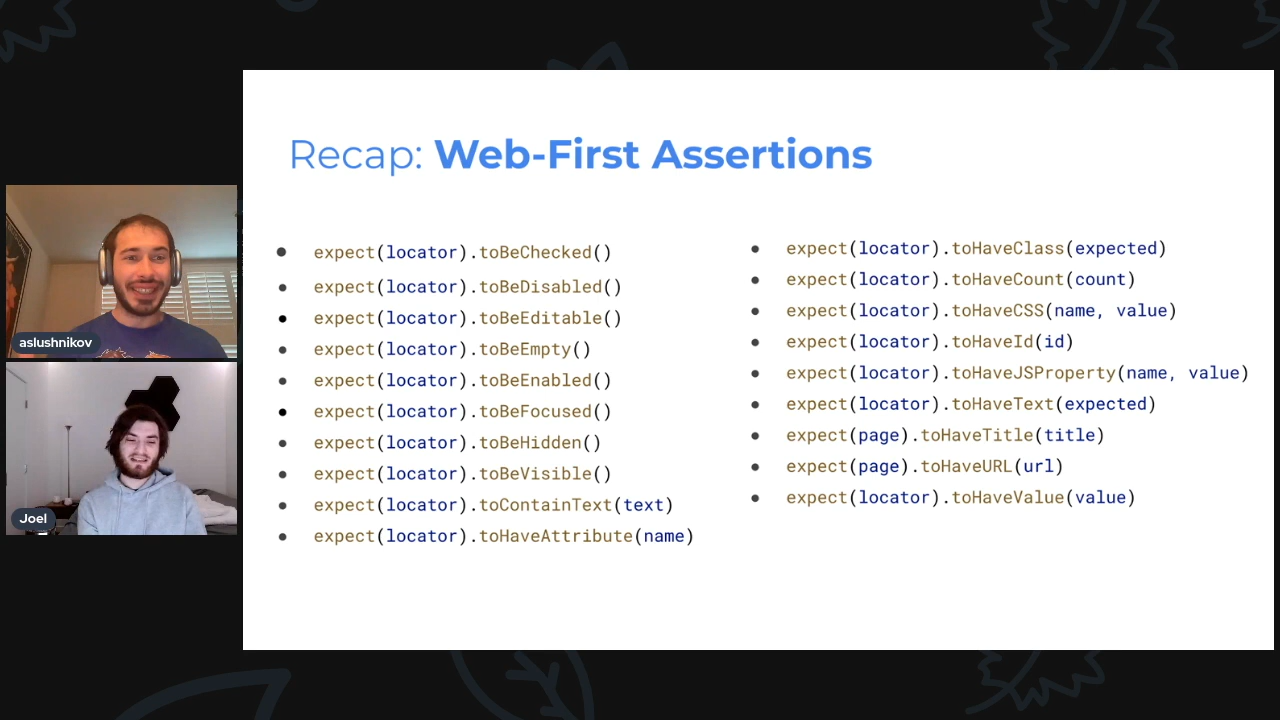 Recap: Web-First Assertions
expect(locator).toBeChecked()
expect(locator).toBeDisabled()
expect(locator).toBeEditable()
expect(locator).toBeEmpty()
expect(locator).toBeEnabled()
expect(locator).toBeFocused()
expect(locator).toBeHidden()
expect(locator).toBeVisible()
expect(locator).toContainText(text)
expect(locator).toHaveAttribute(name)
expect(locator).toHaveClass(expected)
expect(locator).toHaveCount(count)
expect(locator).toHaveCSS(name, value)
expect(locator).toHaveId(id)
expect(locator).toHaveJSProperty(name, value)
expect(locator).toHaveText(expected)
expect(page).toHaveTitle(title)
expect(page).toHaveURL(url)
expect(locator).toHaveValue(value)
aslushnikov
Joel